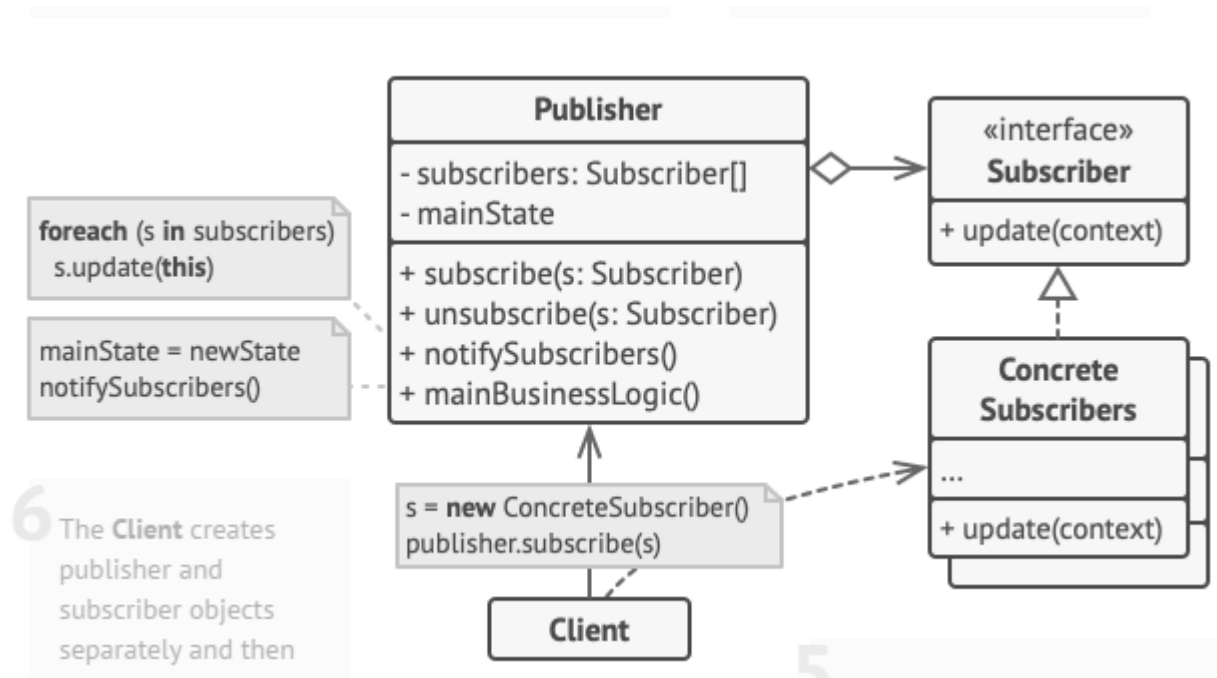 Publisher
- subscribers: Subscriber[]
- mainState
+ subscribe(s: Subscriber)
+ unsubscribe(s: Subscriber)
+ notifySubscribers()
+ mainBusinessLogic()
«interface»
Subscriber
+ update(context)
foreach (s in subscribers)
s.update(this)
mainState = newState
notifySubscribers()
Concrete
Subscribers
...
+ update(context)
s = new ConcreteSubscriber()
publisher.subscribe(s)
Client
6
The Client creates
publisher and
subscriber objects
separately and then
5